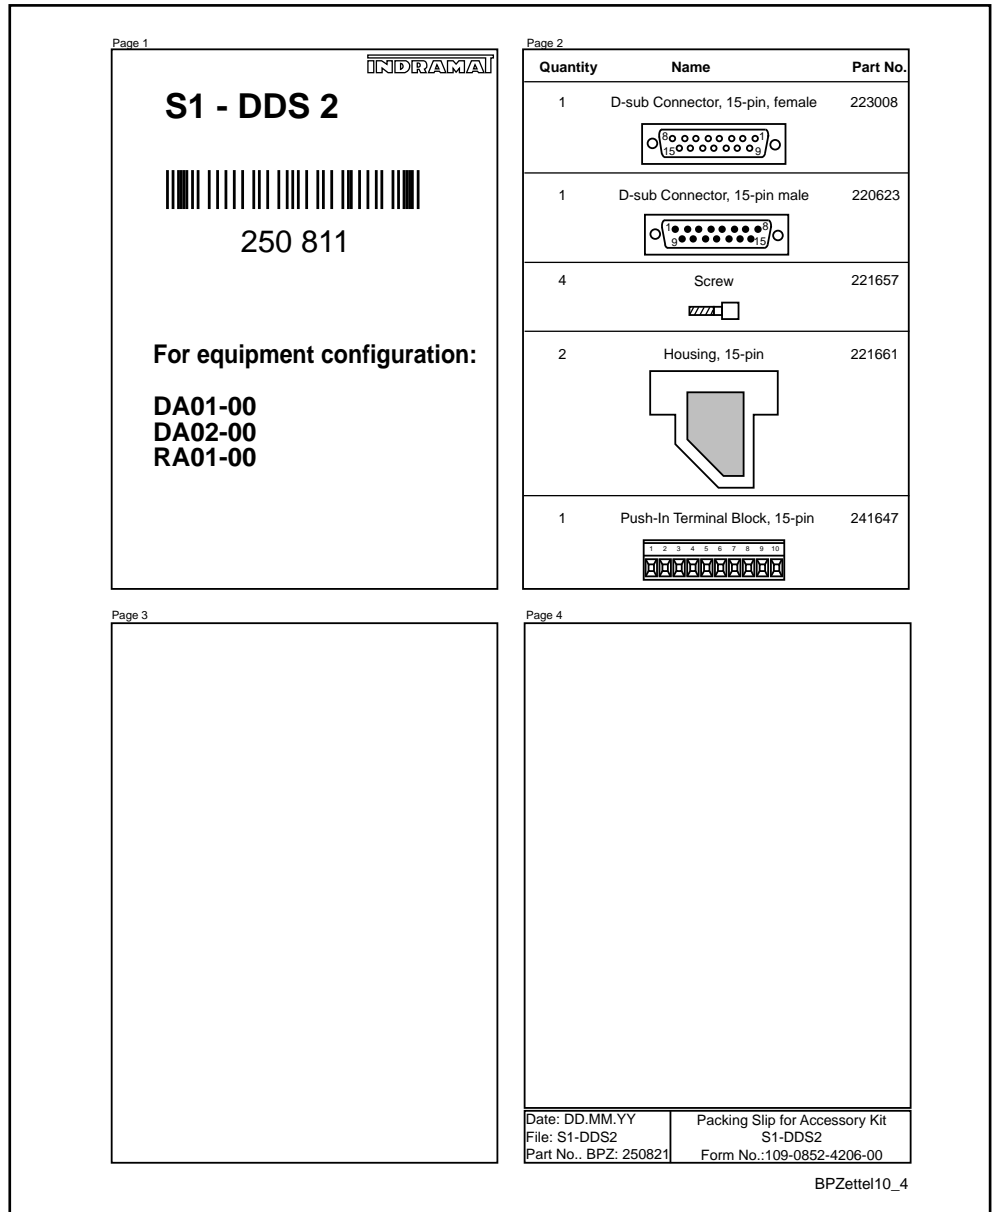 Page 1
INDRAMAT
S1 - DDS 2
250 811
For equipment configuration:
DA01-00
DA02-00
RA01-00
Page 2
Quantity Name Part No.
1 D-sub Connector, 15-pin, female 223008
8 1
15 9
1 D-sub Connector, 15-pin male 220623
1 8
9 15
4 Screw 221657
2 Housing, 15-pin 221661
1 Push-In Terminal Block, 15-pin 241647
1 2 3 4 5 6 7 8 9 10
Page 3
Page 4
Date: DD.MM.YY
File: S1-DDS2
Part No.. BPZ: 250821
Packing Slip for Accessory Kit
S1-DDS2
Form No.:109-0852-4206-00
BPZettel10_4